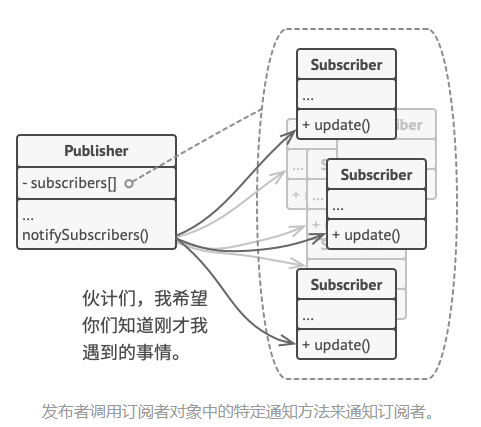 Subscriber
...
+ update()
Publisher
- subscribers[]
...
notifySubscribers()
Subscriber
...
+ update()
Subscriber
...
+ update()
伙计们，我希望
你们知道刚才我
遇到的事情。
发布者调用订阅者对象中的特定通知方法来通知订阅者。